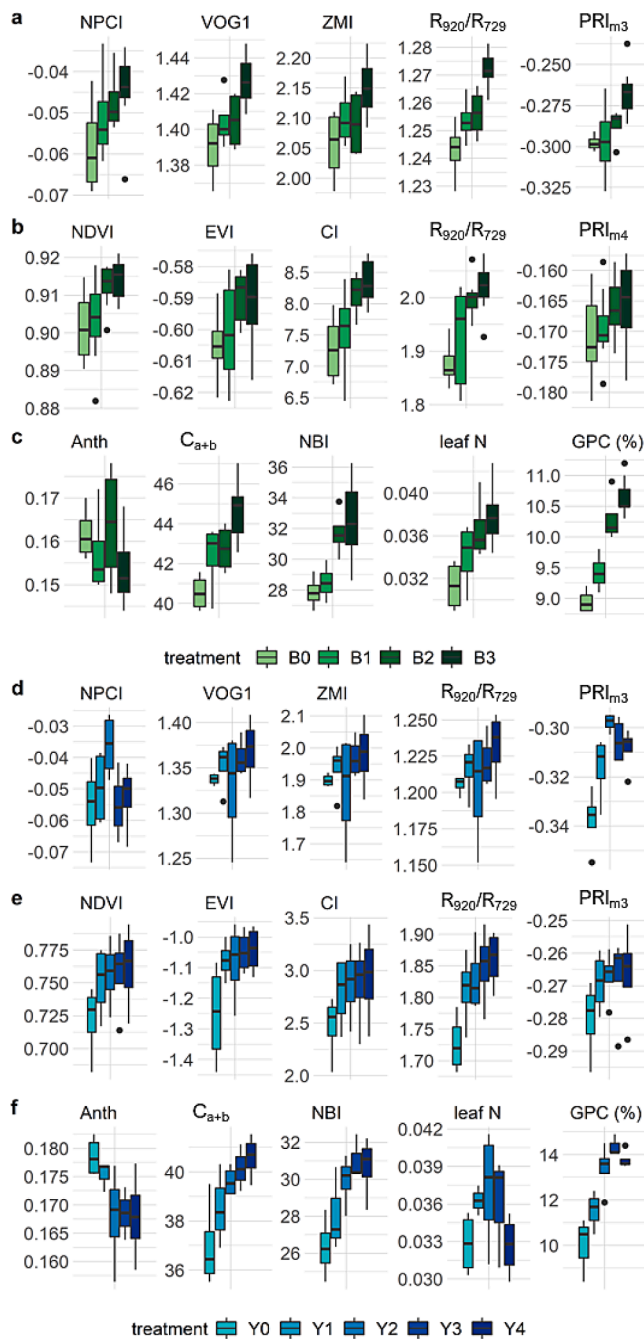 a
NPCI VOG1 ZMI R920/R729 PRIm3
-0.04 -0.05 -0.06 -0.07
1.44 1.42 1.40 1.38
2.20 2.15 2.10 2.05 2.00
1.28 1.27 1.26 1.25 1.24 1.23
-0.250 -0.275 -0.300 -0.325
b
NDVI EVI CI R920/R729 PRIm4
0.92 0.91 0.90 0.89 0.88
-0.58 -0.59 -0.60 -0.61 -0.62
8.5 8.0 7.5 7.0 6.5
2.0 1.9 1.8
-0.160 -0.165 -0.170 -0.175 -0.180
c
Anth Ca+b NBI leaf N GPC (%)
0.17 0.16 0.15
46 44 42 40
36 34 32 30 28
0.040 0.036 0.032
11.0 10.5 10.0 9.5 9.0
treatment B0 B1 B2 B3
d
NPCI VOG1 ZMI R920/R729 PRIm3
-0.03 -0.04 -0.05 -0.06 -0.07
1.40 1.35 1.30 1.25
2.1 2.0 1.9 1.8 1.7
1.250 1.225 1.200 1.175 1.150
-0.30 -0.32 -0.34
e
NDVI EVI CI R920/R729 PRIm3
0.775 0.750 0.725 0.700
-1.0 -1.1 -1.2 -1.3 -1.4
3.5 3.0 2.5 2.0
1.90 1.85 1.80 1.75 1.70
-0.25 -0.26 -0.27 -0.28 -0.29
f
Anth Ca+b NBI leaf N GPC (%)
0.180 0.175 0.170 0.165 0.160
40 38 36
32 30 28 26
0.042 0.039 0.036 0.033 0.030
14 12 10
treatment Y0 Y1 Y2 Y3 Y4